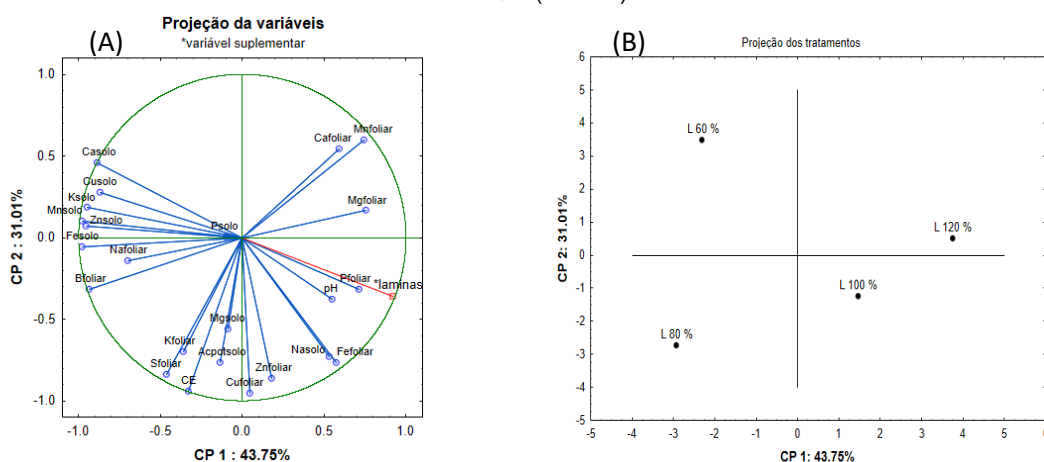 Projeção da variáveis
(A)
*variável suplementar
1.0
0.5
0.0
-0.5
-1.0
CP 2 : 31.01%
Mnfoliar
Cafoliar
Casolo
Cusolo
Mgfoliar
Ksolo
Mnsolo
Znsolo
Psolo
Fesolo
Nafoliar
Bfoliar
Pfoliar
*laminas
pH
Mgsolo
Kfoliar
Nasolo
Fefoliar
Sfoliar
Acpotsolo
Znfoliar
CE
Cufoliar
-1.0 -0.5 0.0 0.5 1.0
CP 1 : 43.75%
(B)
Projeção dos tratamentos
6
5
4
3
2
1
0
-1
-2
-3
-4
-5
CP 2: 31.01%
L 60 %
L 120 %
L 100 %
L 80 %
-5 -4 -3 -2 -1 0 1 2 3 4 5 6
CP 1: 43.75%